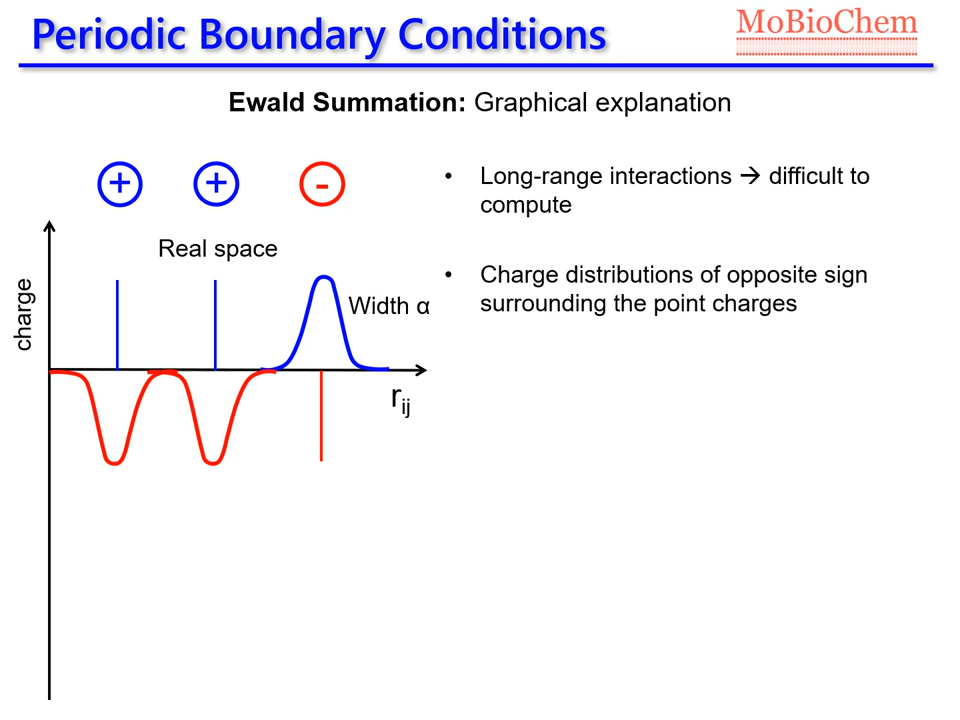 Periodic Boundary Conditions
MoBioChem
Ewald Summation: Graphical explanation
+ + -
• Long-range interactions → difficult to
compute
Real space
• Charge distributions of opposite sign
surrounding the point charges
charge
Width α
rij